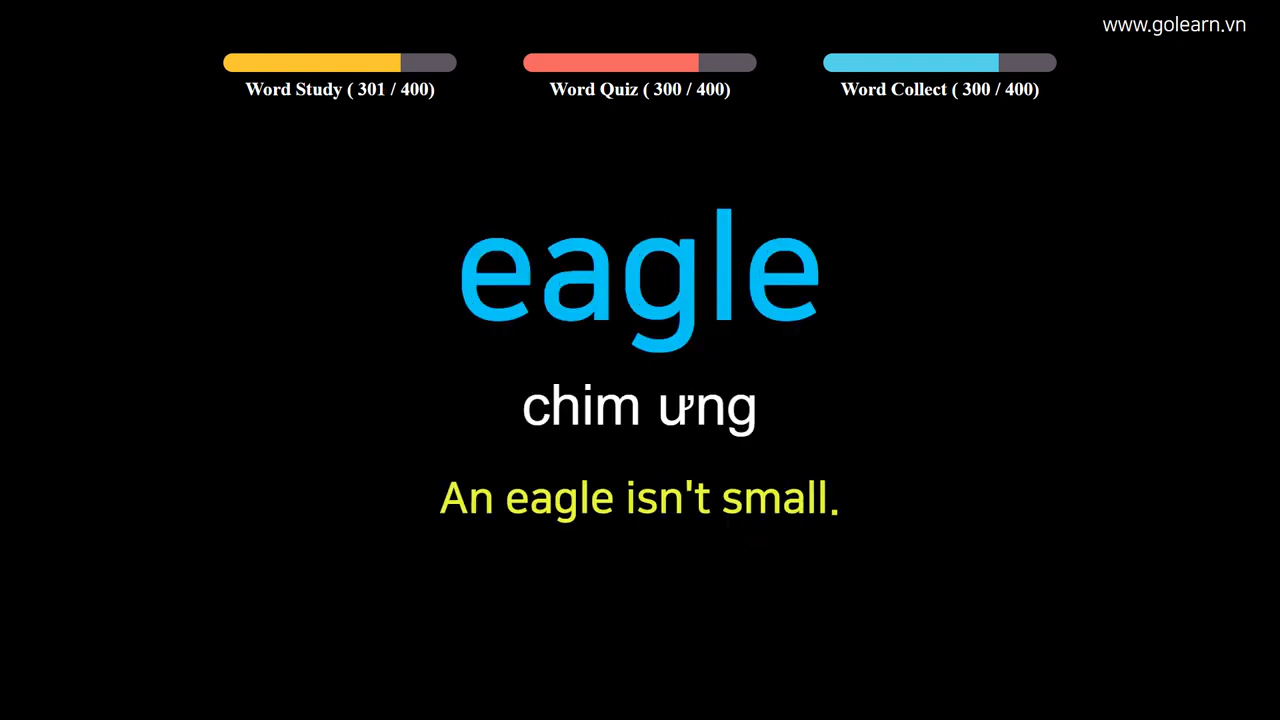 www.golearn.vn
Word Study ( 301 / 400)
Word Quiz ( 300 / 400)
Word Collect ( 300 / 400)
eagle
chim ưng
An eagle isn't small.